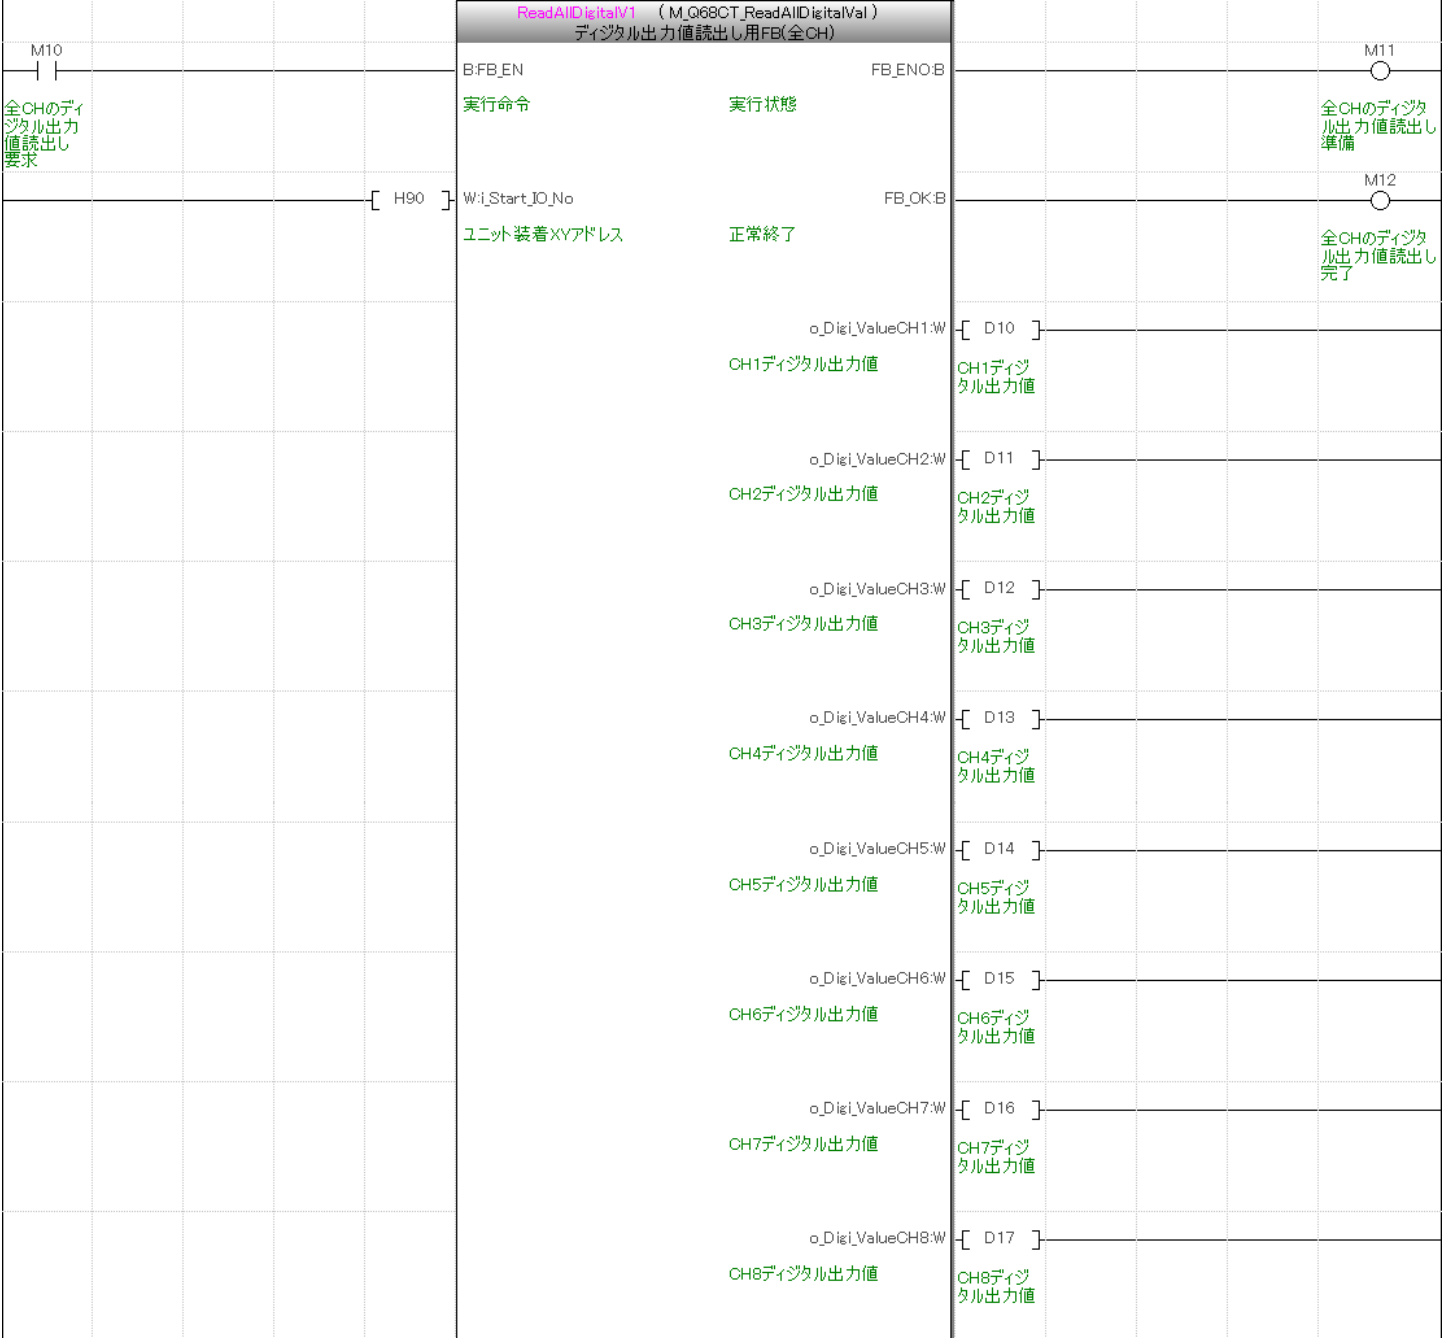 ReadAllDigitalV1 ( M_Q68CT_ReadAllDigitalVal )
ディジタル出力値読出し用FB(全CH)
M10
B:FB_EN
FB_ENO:B
M11
全CHのディ
ジタル出力
値読出し
要求
実行命令
実行状態
全CHのディジタ
ル出力値読出し
準備
H90
W:i_Start_IO_No
FB_OK:B
M12
ユニット装着XYアドレス
正常終了
全CHのディジタ
ル出力値読出し
完了
o_Digi_ValueCH1:W
D10
CH1ディジタル出力値
CH1ディジ
タル出力値
o_Digi_ValueCH2:W
D11
CH2ディジタル出力値
CH2ディジ
タル出力値
o_Digi_ValueCH3:W
D12
CH3ディジタル出力値
CH3ディジ
タル出力値
o_Digi_ValueCH4:W
D13
CH4ディジタル出力値
CH4ディジ
タル出力値
o_Digi_ValueCH5:W
D14
CH5ディジタル出力値
CH5ディジ
タル出力値
o_Digi_ValueCH6:W
D15
CH6ディジタル出力値
CH6ディジ
タル出力値
o_Digi_ValueCH7:W
D16
CH7ディジタル出力値
CH7ディジ
タル出力値
o_Digi_ValueCH8:W
D17
CH8ディジタル出力値
CH8ディジ
タル出力値